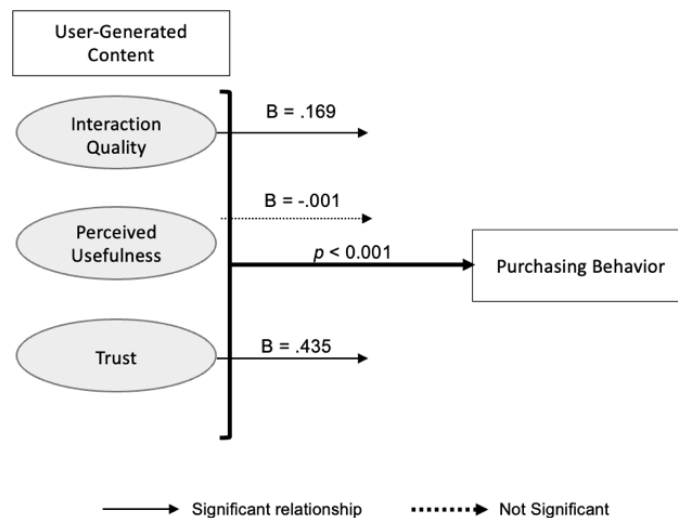 User-Generated
Content
Interaction
Quality
B = .169
Perceived
Usefulness
B = -.001
p < 0.001
Purchasing Behavior
Trust
B = .435
Significant relationship
Not Significant